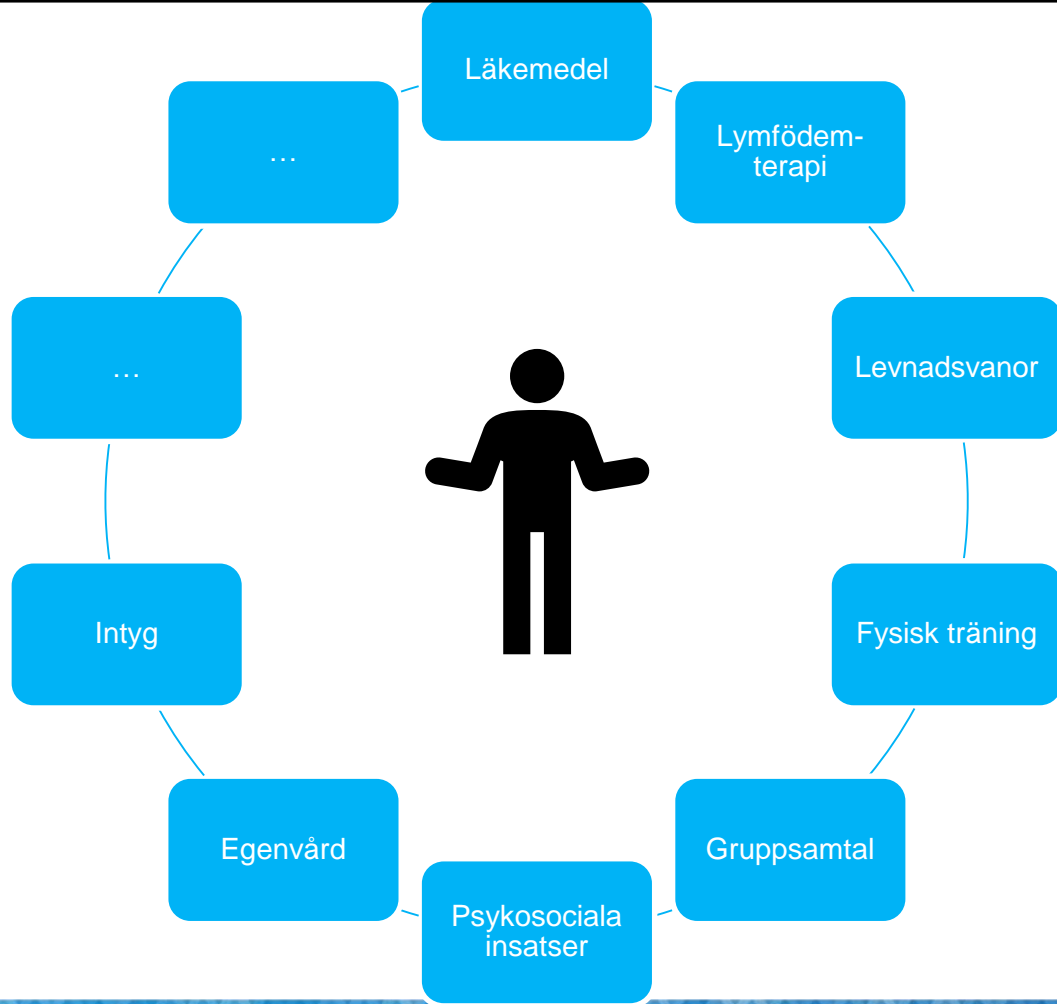 Läkemedel
Lymfödem-
terapi
Levnadsvanor
Fysisk träning
Gruppsamtal
Psykosociala
insatser
Egenvård
Intyg
…
…